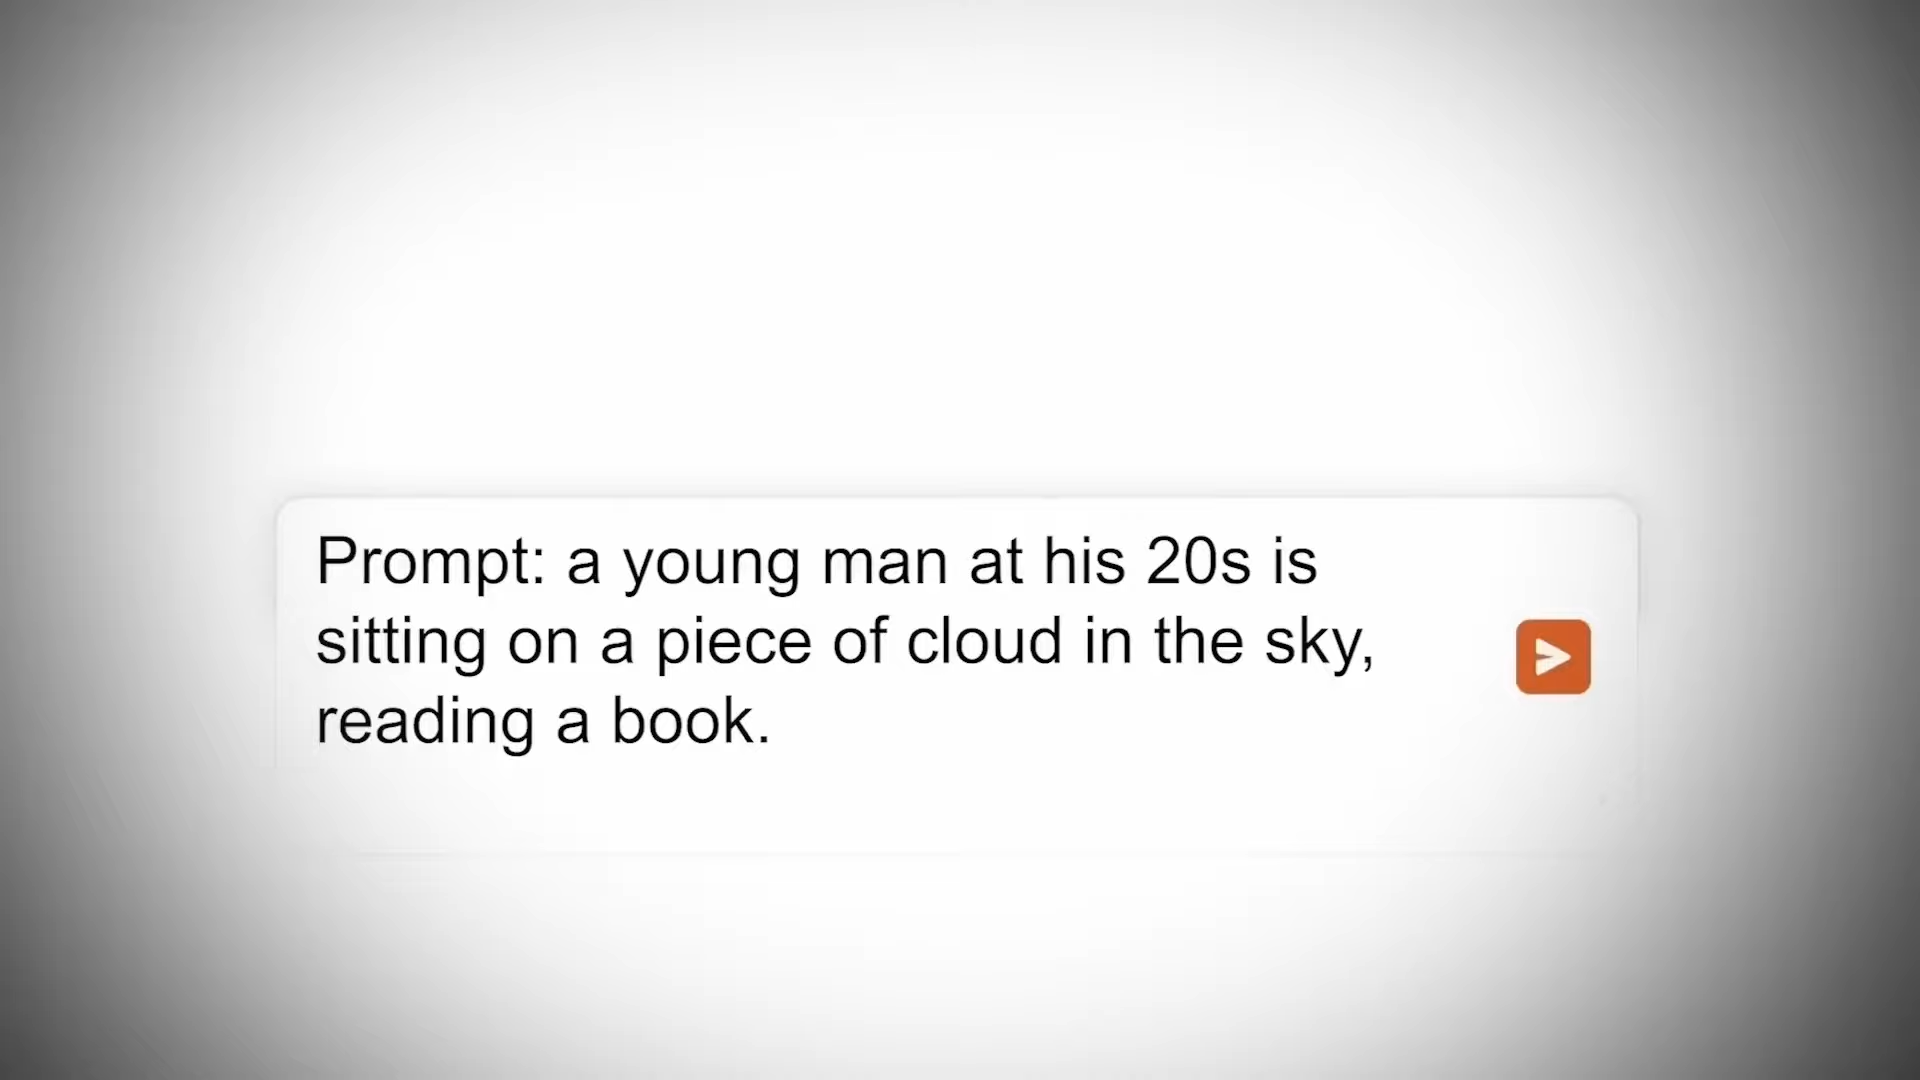 Prompt: a young man at his 20s is
sitting on a piece of cloud in the sky,
reading a book.